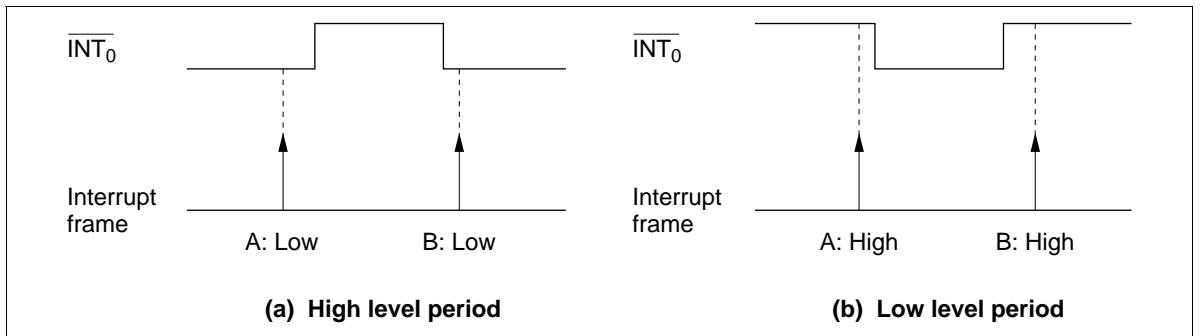 INT0
Interrupt
frame
A: Low
B: Low
(a) High level period
INT0
Interrupt
frame
A: High
B: High
(b) Low level period